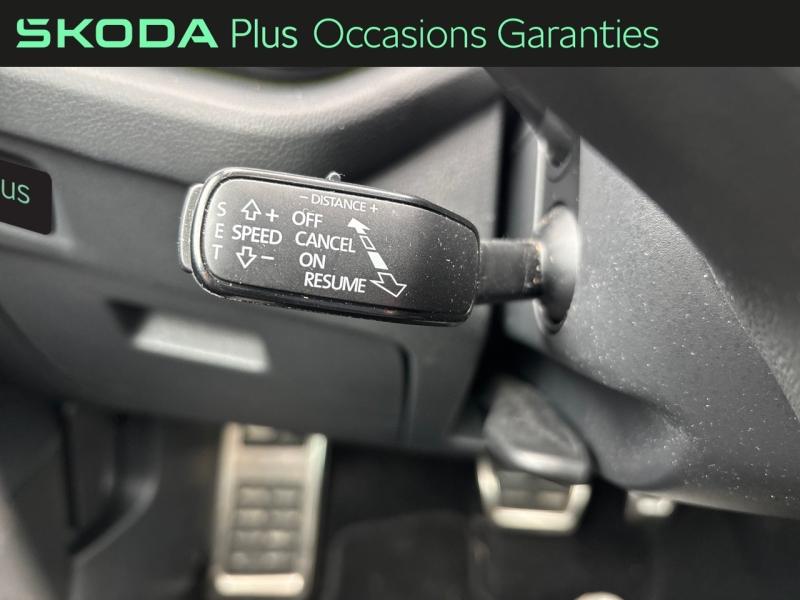 SKODA Plus Occasions Garanties
us
— DISTANCE +
S + OFF
E SPEED CANCEL
T — ON
RESUME